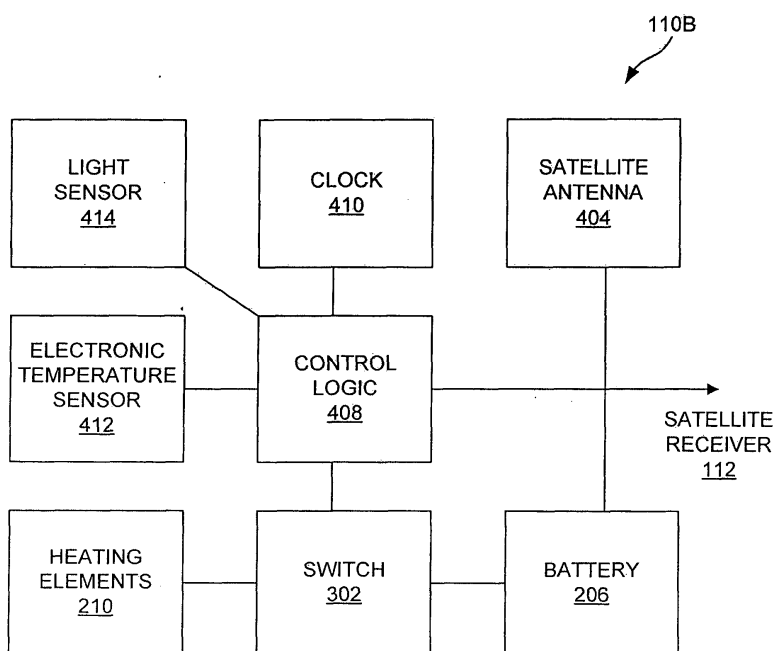 110B
LIGHT
SENSOR
414
CLOCK
410
SATELLITE
ANTENNA
404
ELECTRONIC
TEMPERATURE
SENSOR
412
CONTROL
LOGIC
408
SATELLITE
RECEIVER
112
HEATING
ELEMENTS
210
SWITCH
302
BATTERY
206